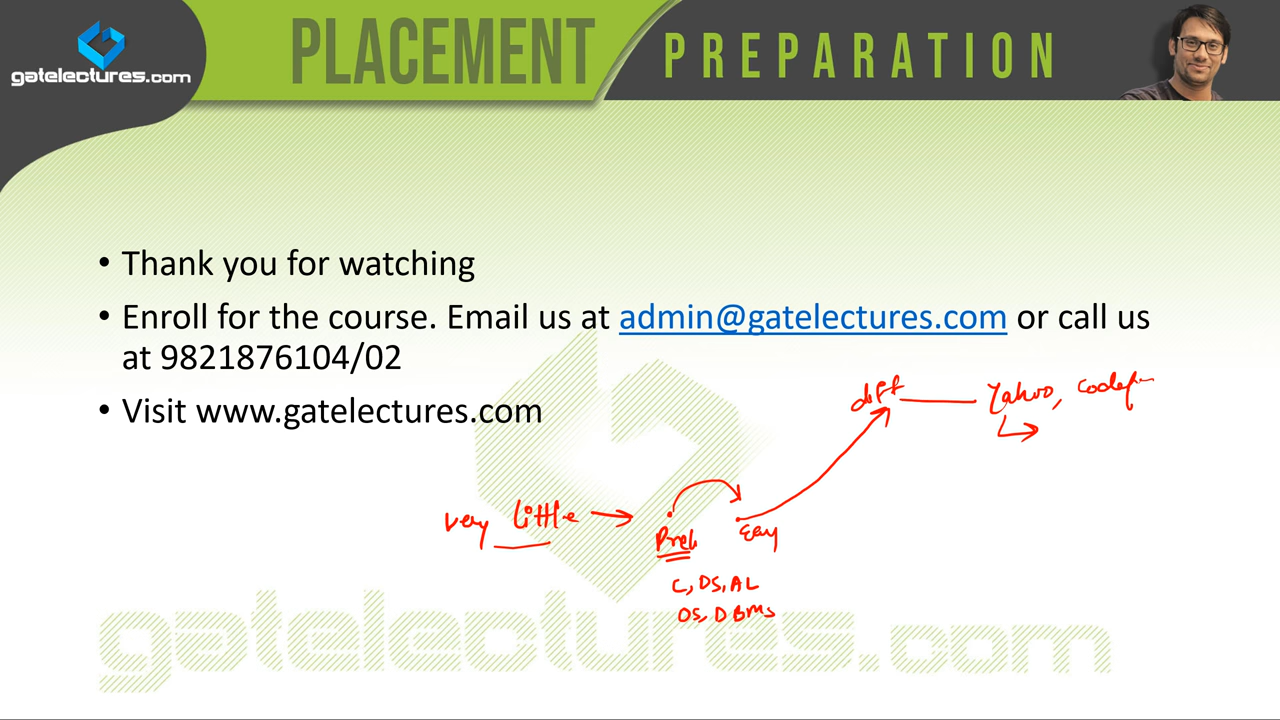 gatelectures.com
PLACEMENT PREPARATION
• Thank you for watching
• Enroll for the course. Email us at admin@gatelectures.com or call us
at 9821876104/02
• Visit www.gatelectures.com
diff Yahoo,
very little Easy
C, DS, AL
OS, DBMS
gatelectures.com